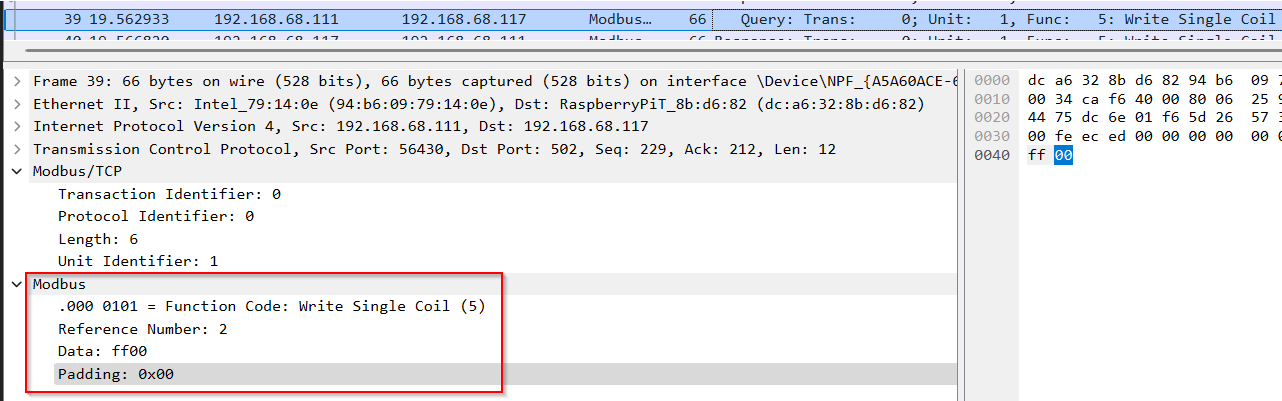 39 19.562933 192.168.68.111 192.168.68.117 Modbus… 66 Query: Trans: 0; Unit: 1, Func: 5: Write Single Coil
Frame 39: 66 bytes on wire (528 bits), 66 bytes captured (528 bits) on interface \Device\NPF_{A5A60ACE-6
Ethernet II, Src: Intel_79:14:0e (94:b6:09:79:14:0e), Dst: RaspberryPiT_8b:d6:82 (dc:a6:32:8b:d6:82)
Internet Protocol Version 4, Src: 192.168.68.111, Dst: 192.168.68.117
Transmission Control Protocol, Src Port: 56430, Dst Port: 502, Seq: 229, Ack: 212, Len: 12
Modbus/TCP
Transaction Identifier: 0
Protocol Identifier: 0
Length: 6
Unit Identifier: 1
Modbus
.000 0101 = Function Code: Write Single Coil (5)
Reference Number: 2
Data: ff00
Padding: 0x00
0000 dc a6 32 8b d6 82 94 b6 09 7
0010 00 34 ca f6 40 00 80 06 25 9
0020 44 75 dc 6e 01 f6 5d 26 57 3
0030 00 fe ec ed 00 00 00 00 00 0
0040 ff 00